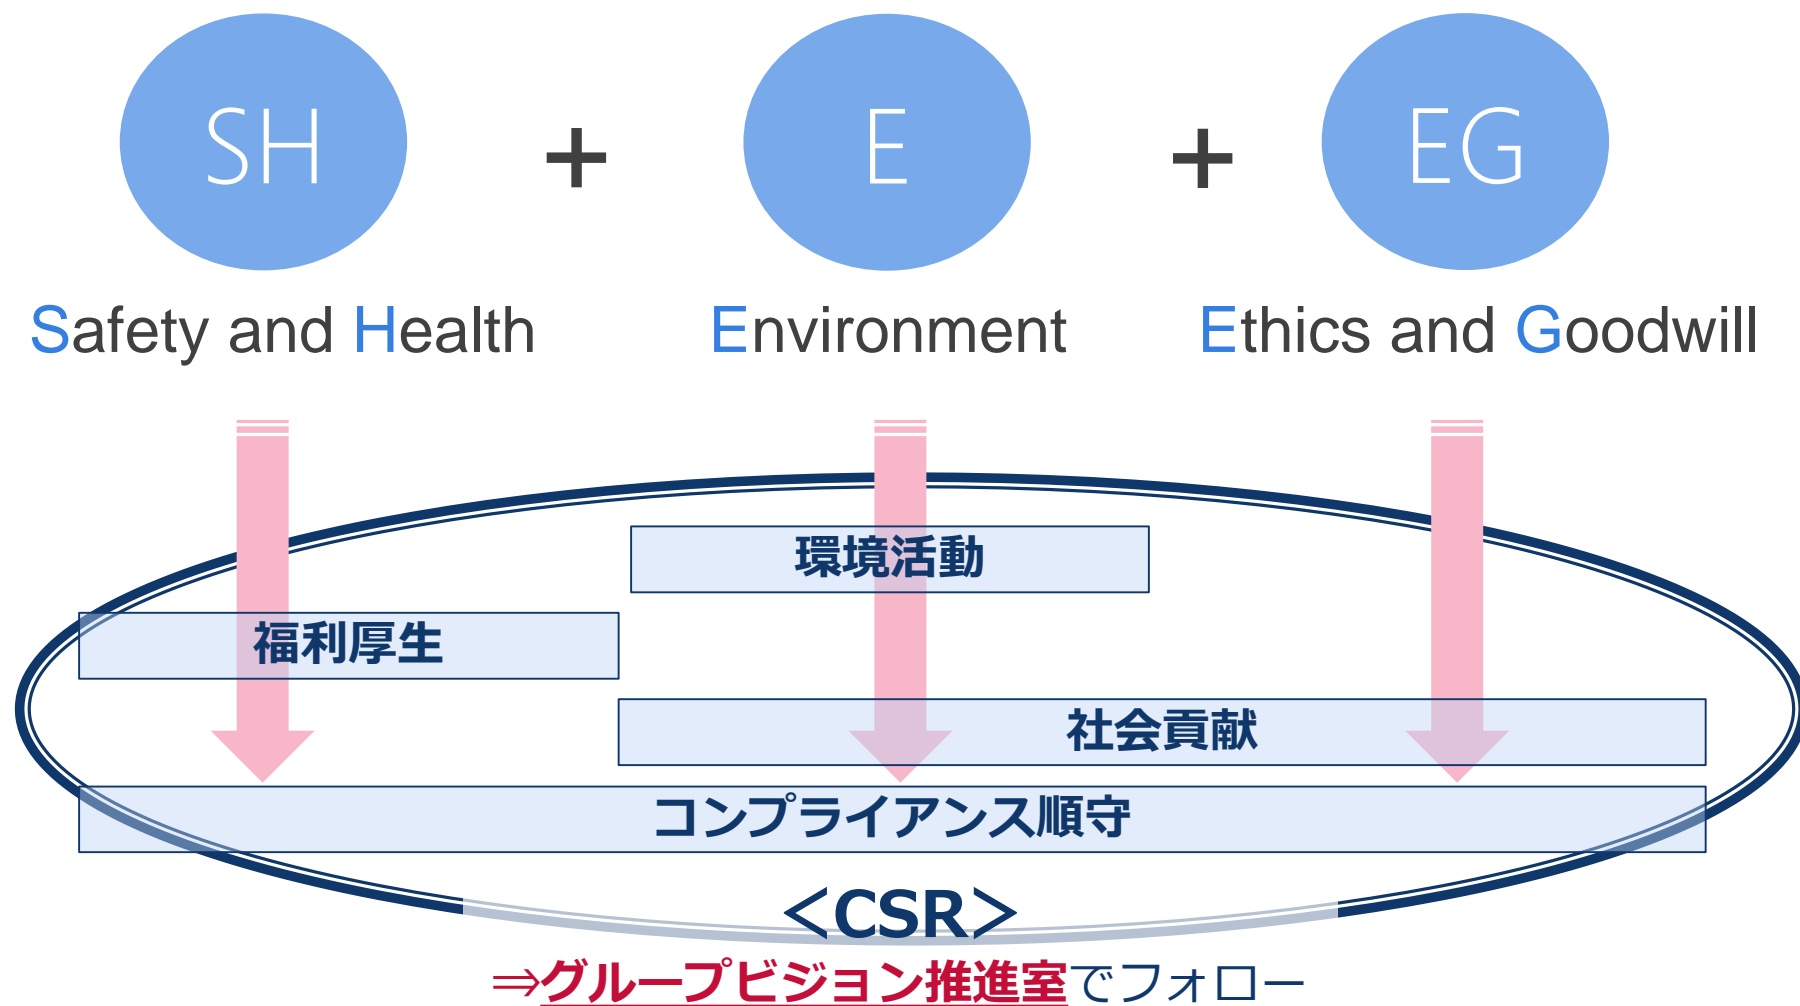 SH + E + EG
Safety and Health
Environment
Ethics and Goodwill
環境活動
福利厚生
社会貢献
コンプライアンス順守
＜CSR＞
⇒グループビジョン推進室でフォロー